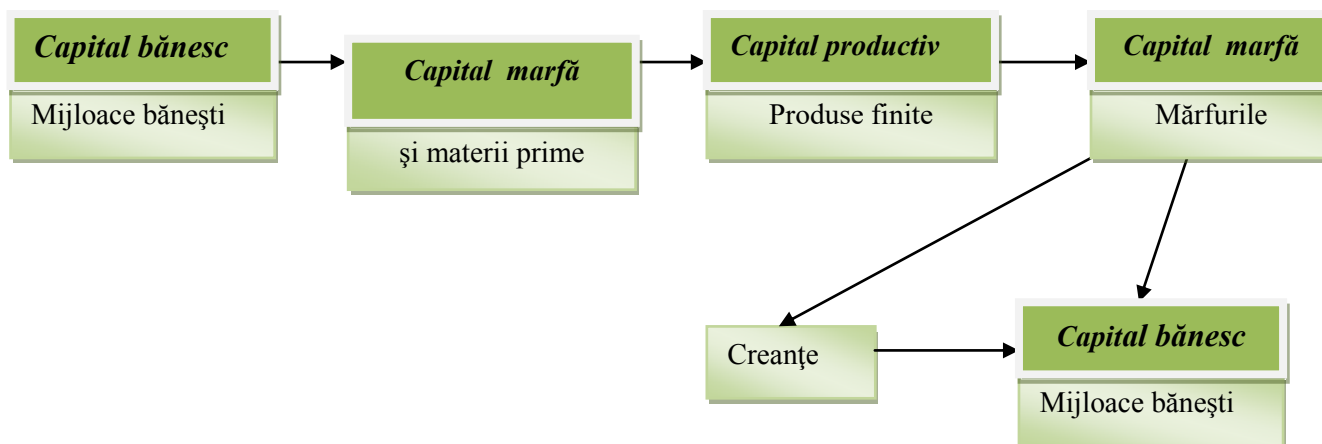 Capital bănesc
Mijloace băneşti
Capital marfă
şi materii prime
Capital productiv
Produse finite
Capital marfă
Mărfurile
Creanţe
Capital bănesc
Mijloace băneşti